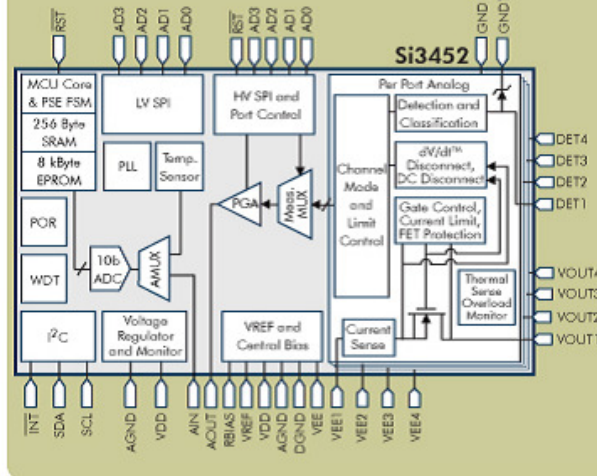 RST
AD3
AD2
AD1
AD0
RST
AD3
AD2
AD1
AD0
GND
GND
Si3452
MCU Core
& PSE FSM
256 Byte
SRAM
8 kByte
EPROM
LV SPI
HV SPI and
Port Control
Per Port Analog
Detection and
Classification
PLL
Temp.
Sensor
dV/dt™
Disconnect,
DC Disconnect
Channel
Mode
and
Limit
Control
PGA
Meas.
MUX
Gate Control,
Current Limit,
FET Protection
POR
WDT
10b
ADC
AMUX
Thermal
Sense
Overload
Monitor
I²C
Voltage
Regulator
and Monitor
VREF and
Central Bias
Current
Sense
DET4
DET3
DET2
DET1
VOUT4
VOUT3
VOUT2
VOUT1
INT
SDA
SCL
AGND
VDD
AIN
AOUT
RBIAS
VREF
VDD
AGND
DGND
VEE
VEE1
VEE2
VEE3
VEE4